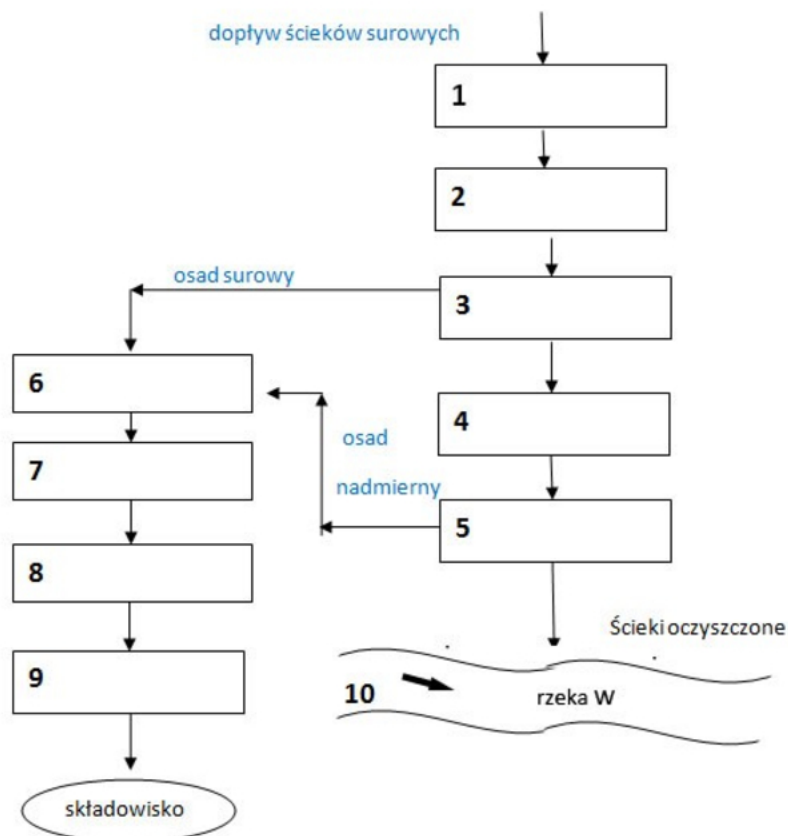 dopływ ścieków surowych
1
2
osad surowy
3
6
4
osad
7
nadmierny
5
8
Ścieki oczyszczone
9
10
rzeka W
składowisko